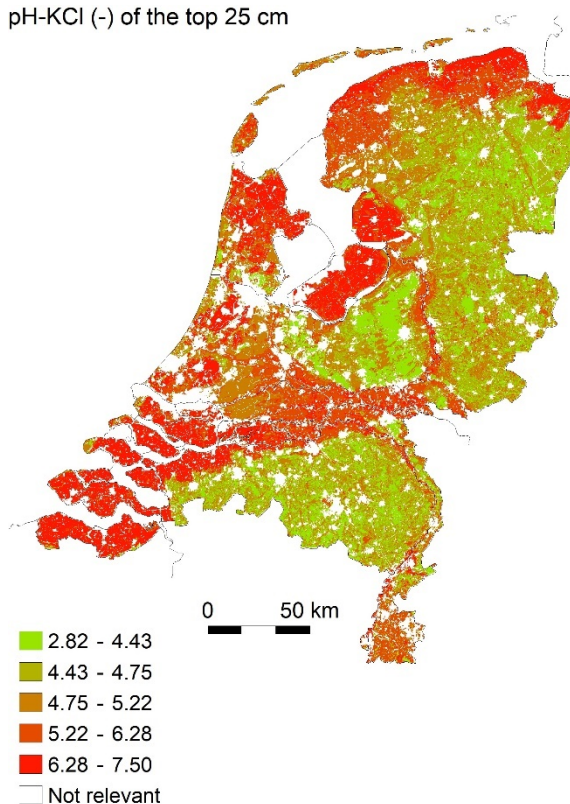 pH-KCl (-) of the top 25 cm
0 50 km
2.82 - 4.43
4.43 - 4.75
4.75 - 5.22
5.22 - 6.28
6.28 - 7.50
Not relevant